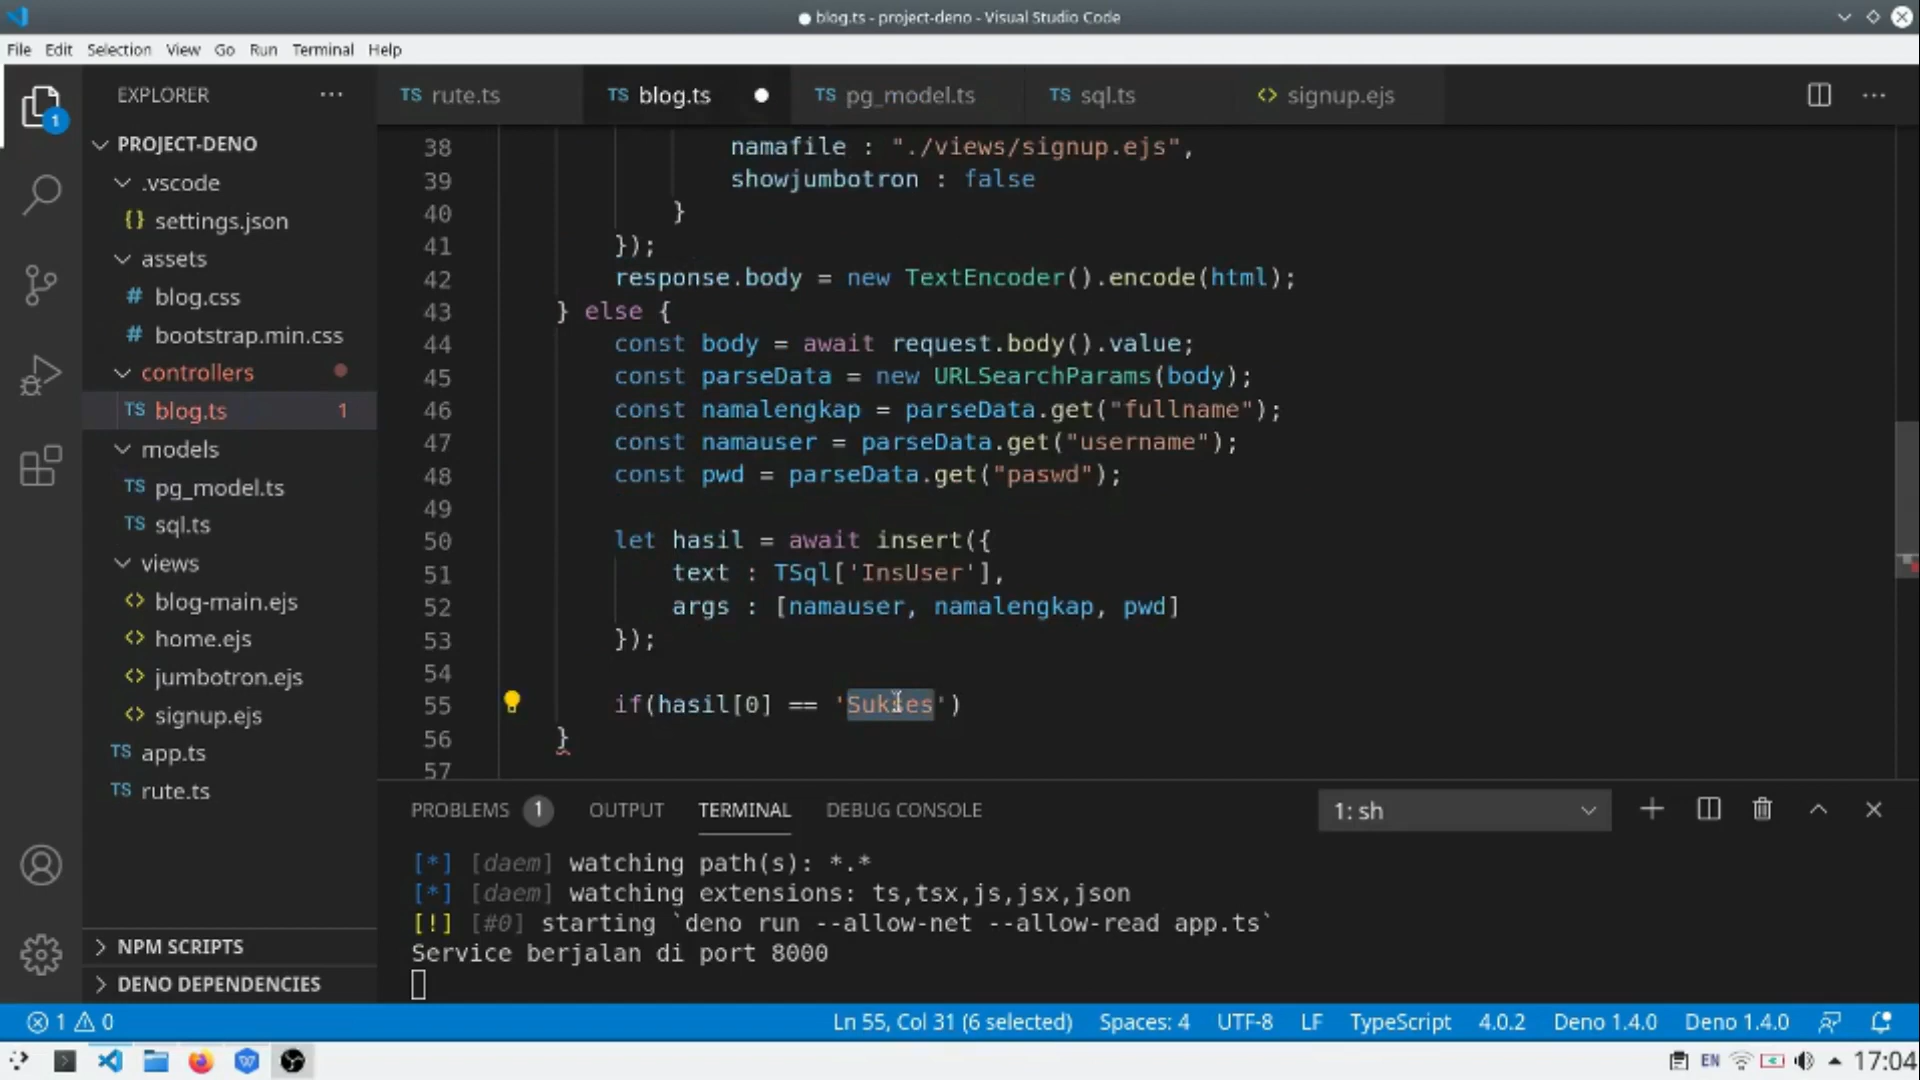 blog.ts - project-deno - Visual Studio Code
File Edit Selection View Go Run Terminal Help
EXPLORER
TS rute.ts
TS blog.ts
TS pg_model.ts
TS sql.ts
<> signup.ejs
1
PROJECT-DENO
.vscode
{} settings.json
assets
# blog.css
# bootstrap.min.css
controllers
TS blog.ts 1
models
TS pg_model.ts
TS sql.ts
views
<> blog-main.ejs
<> home.ejs
<> jumbotron.ejs
<> signup.ejs
TS app.ts
TS rute.ts
NPM SCRIPTS
DENO DEPENDENCIES
38 namafile : "./views/signup.ejs",
39 showjumbotron : false
40 }
41 });
42 response.body = new TextEncoder().encode(html);
43 } else {
44 const body = await request.body().value;
45 const parseData = new URLSearchParams(body);
46 const namalengkap = parseData.get("fullname");
47 const namauser = parseData.get("username");
48 const pwd = parseData.get("paswd");
49
50 let hasil = await insert({
51 text : TSql['InsUser'],
52 args : [namauser, namalengkap, pwd]
53 });
54
55 if(hasil[0] == 'Sukses')
56 }
57
PROBLEMS 1 OUTPUT TERMINAL DEBUG CONSOLE 1: sh
[*] [daem] watching path(s): *.*
[*] [daem] watching extensions: ts,tsx,js,jsx,json
[!] [#0] starting `deno run --allow-net --allow-read app.ts`
Service berjalan di port 8000
1 0 Ln 55, Col 31 (6 selected) Spaces: 4 UTF-8 LF TypeScript 4.0.2 Deno 1.4.0 Deno 1.4.0
EN 17:04